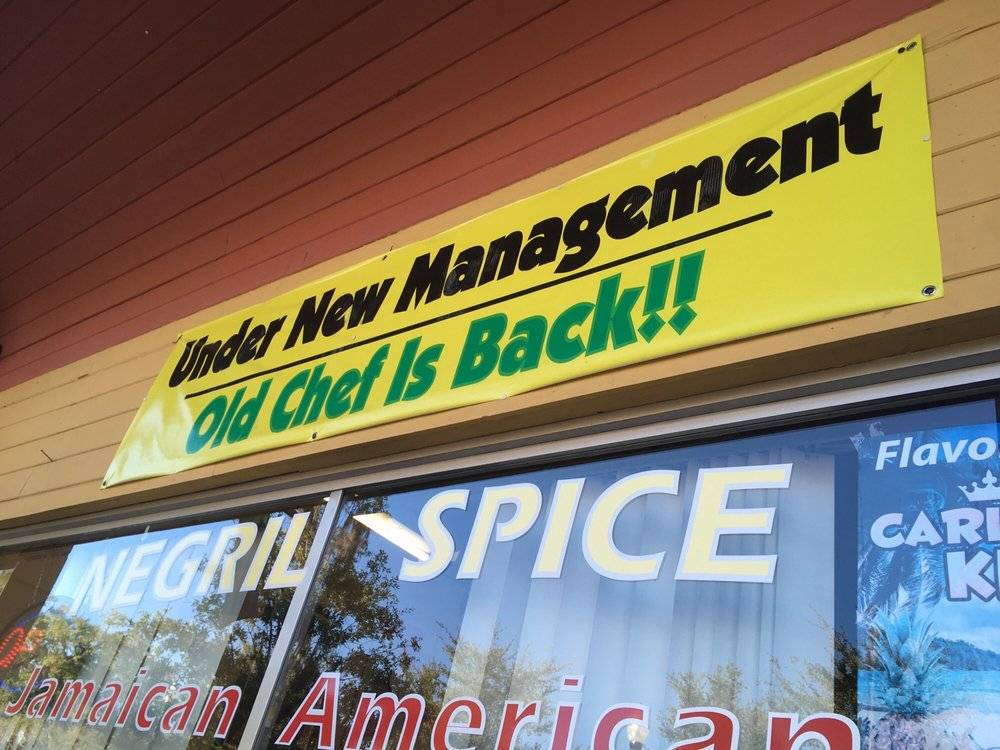 Under New Management
Old Chef Is Back!!
NEGRIL SPICE
Jamaican American